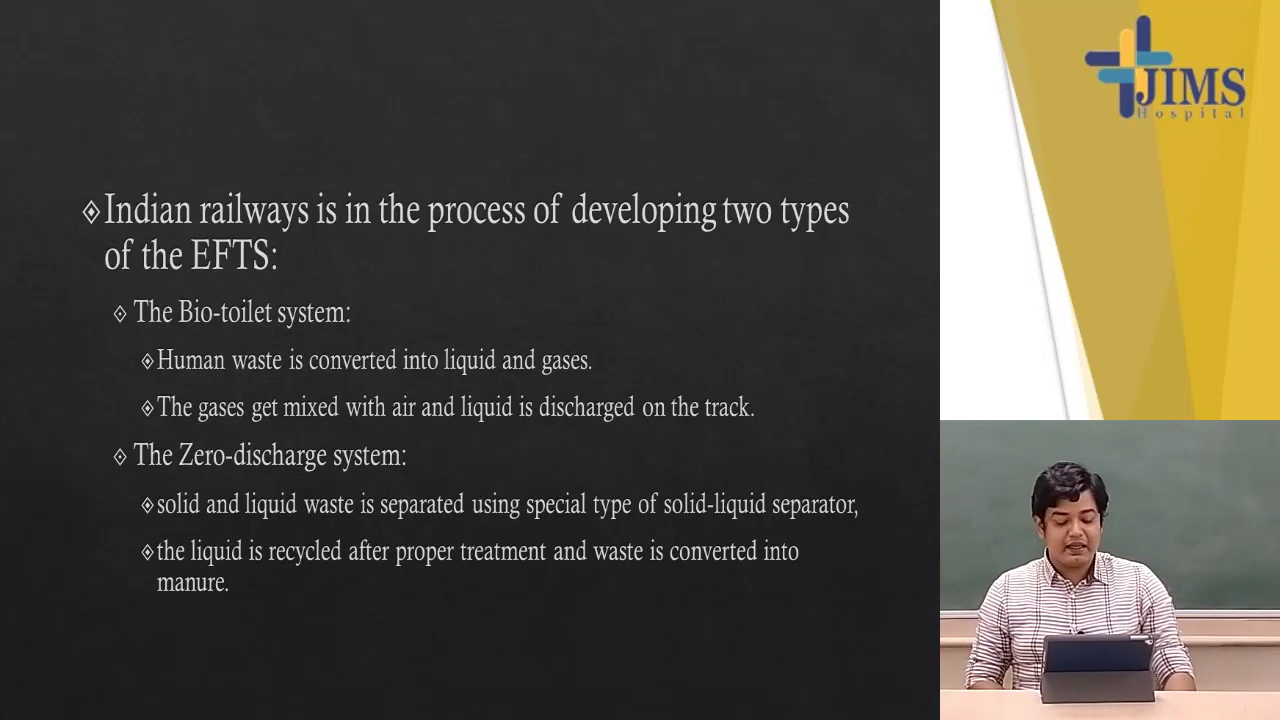 Indian railways is in the process of developing two types
of the EFTS:
The Bio-toilet system:
Human waste is converted into liquid and gases.
The gases get mixed with air and liquid is discharged on the track.
The Zero-discharge system:
solid and liquid waste is separated using special type of solid-liquid separator,
the liquid is recycled after proper treatment and waste is converted into
manure.
JIMS
Hospital